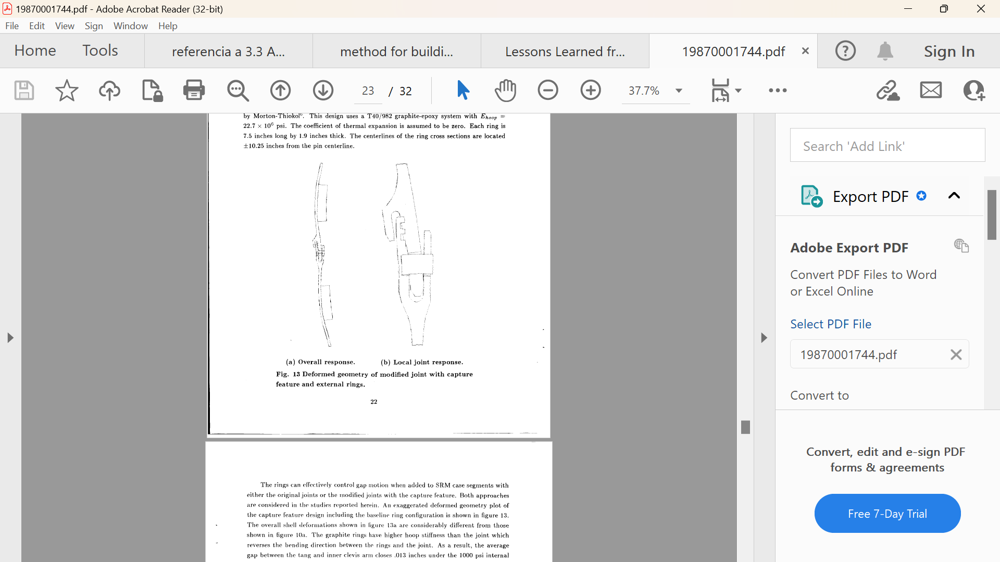 19870001744.pdf - Adobe Acrobat Reader (32-bit)
File Edit View Sign Window Help
Home Tools referencia a 3.3 A... method for buildi... Lessons Learned fr... 19870001744.pdf Sign In
23 / 32 37.7%
by Morton-Thiokol⁶. This design uses a T40/982 graphite-epoxy system with E_hoop =
22.7 × 10⁶ psi. The coefficient of thermal expansion is assumed to be zero. Each ring is
7.5 inches long by 1.9 inches thick. The centerlines of the ring cross sections are located
±10.25 inches from the pin centerline.
(a) Overall response. (b) Local joint response.
Fig. 13 Deformed geometry of modified joint with capture
feature and external rings.
22
The rings can effectively control gap motion when added to SRM case segments with
either the original joints or the modified joints with the capture feature. Both approaches
are considered in the studies reported herein. An exaggerated deformed geometry plot of
the capture feature design including the baseline ring configuration is shown in figure 13.
The overall shell deformations shown in figure 13a are considerably different from those
shown in figure 10a. The graphite rings have higher hoop stiffness than the joint which
reverses the bending direction between the rings and the joint. As a result, the average
gap between the tang and inner clevis arm closes .013 inches under the 1000 psi internal
Search 'Add Link'
Export PDF
Adobe Export PDF
Convert PDF Files to Word
or Excel Online
Select PDF File
19870001744.pdf
Convert to
Convert, edit and e-sign PDF
forms & agreements
Free 7-Day Trial